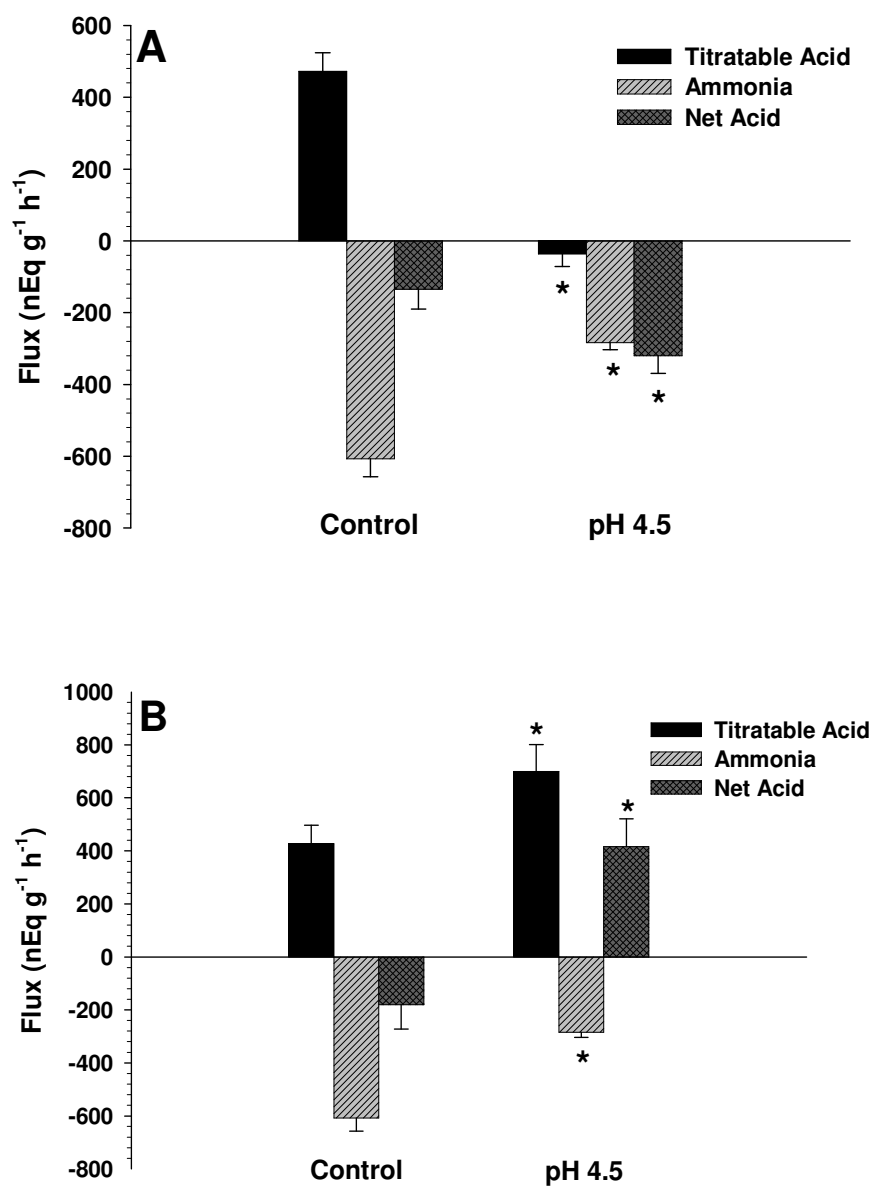 A
Titratable Acid
Ammonia
Net Acid
600
400
200
0
-200
-400
-600
-800
Flux (nEq g⁻¹ h⁻¹)
*
*
*
Control
pH 4.5
B
Titratable Acid
Ammonia
Net Acid
1000
800
600
400
200
0
-200
-400
-600
-800
Flux (nEq g⁻¹ h⁻¹)
*
*
*
Control
pH 4.5